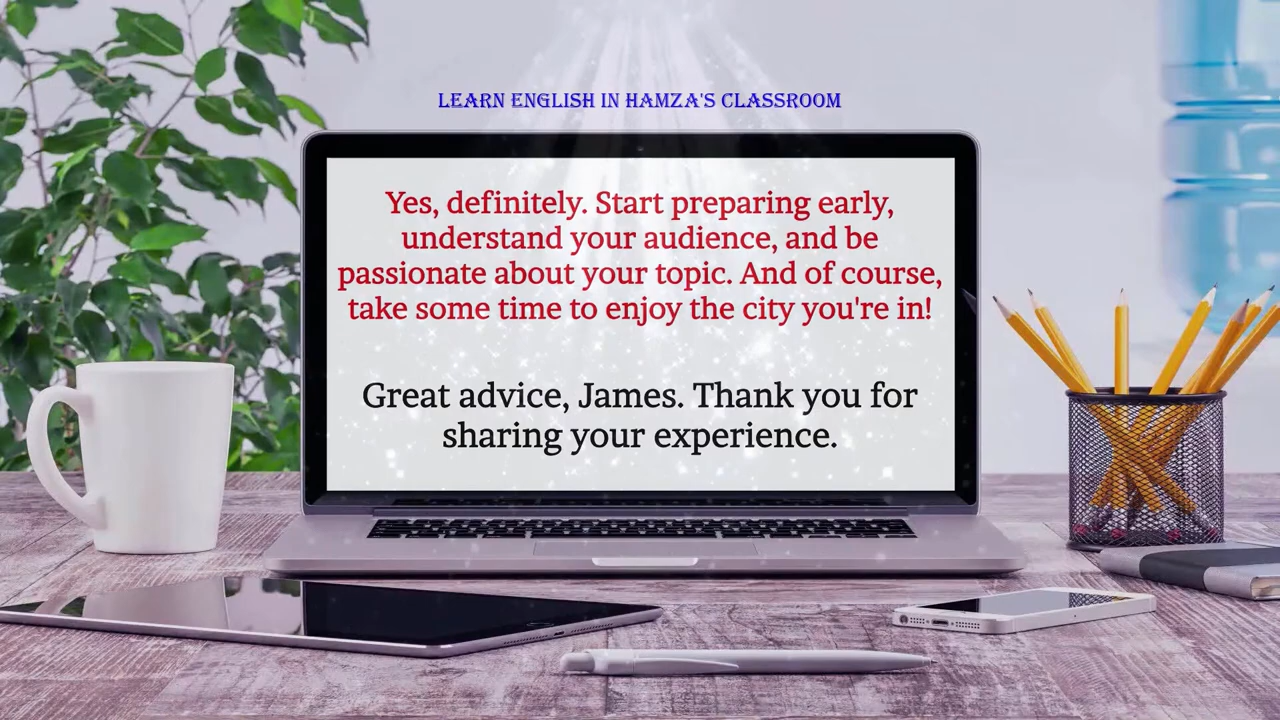 LEARN ENGLISH IN HAMZA'S CLASSROOM
Yes, definitely. Start preparing early,
understand your audience, and be
passionate about your topic. And of course,
take some time to enjoy the city you're in!
Great advice, James. Thank you for
sharing your experience.